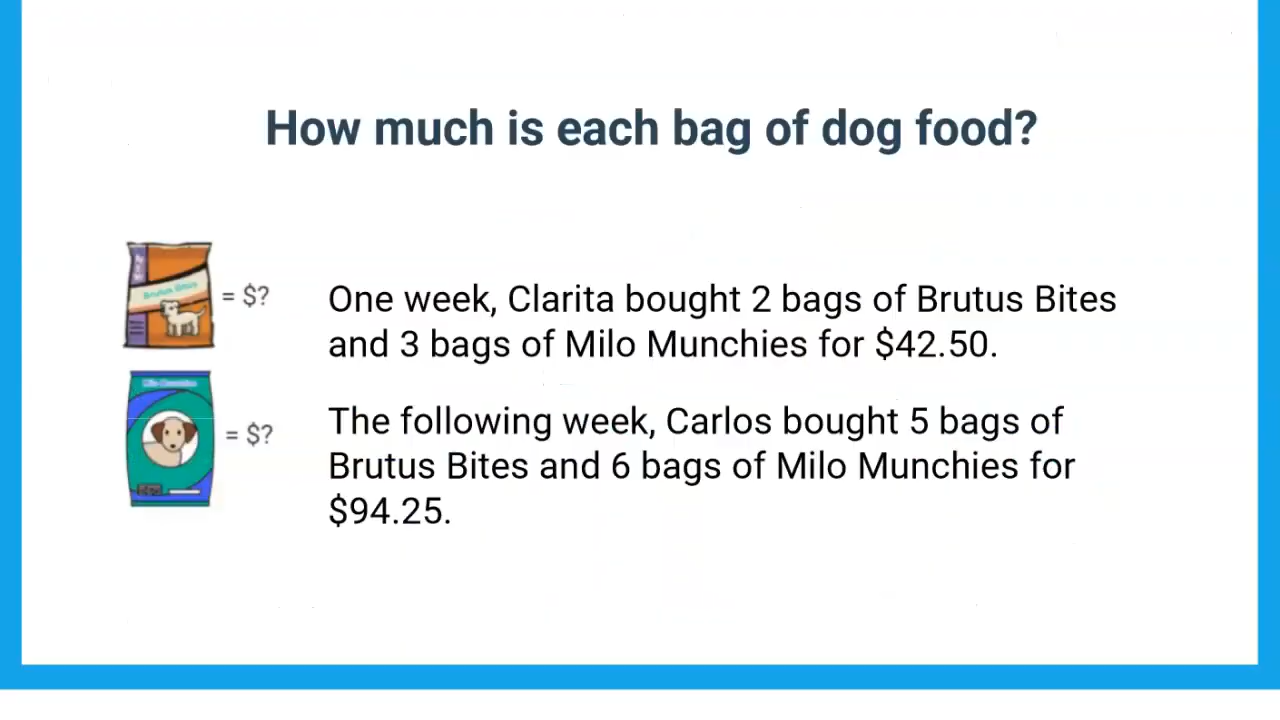 How much is each bag of dog food?
Brutus Bites
= $?
One week, Clarita bought 2 bags of Brutus Bites
and 3 bags of Milo Munchies for $42.50.
= $?
The following week, Carlos bought 5 bags of
Brutus Bites and 6 bags of Milo Munchies for
$94.25.